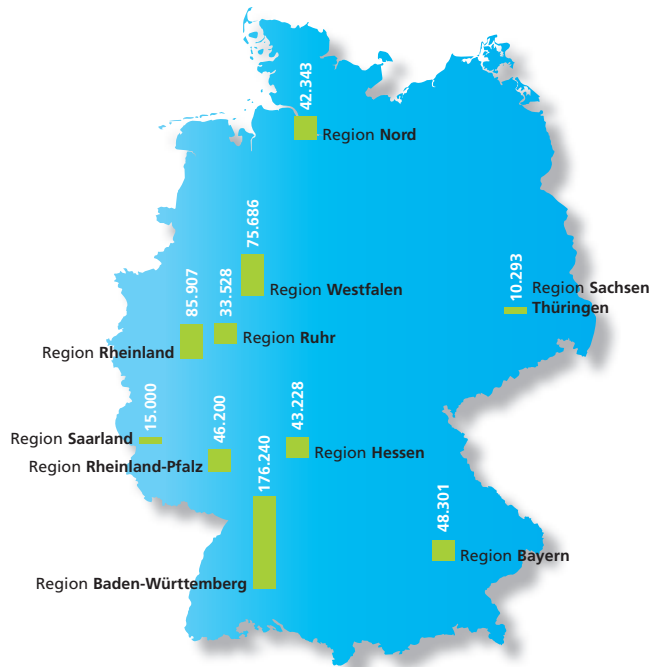 42.343
Region Nord
75.686
Region Westfalen
10.293
Region Sachsen
Thüringen
85.907
33.528
Region Ruhr
Region Rheinland
15.000
Region Saarland
46.200
Region Rheinland-Pfalz
43.228
Region Hessen
176.240
Region Baden-Württemberg
48.301
Region Bayern